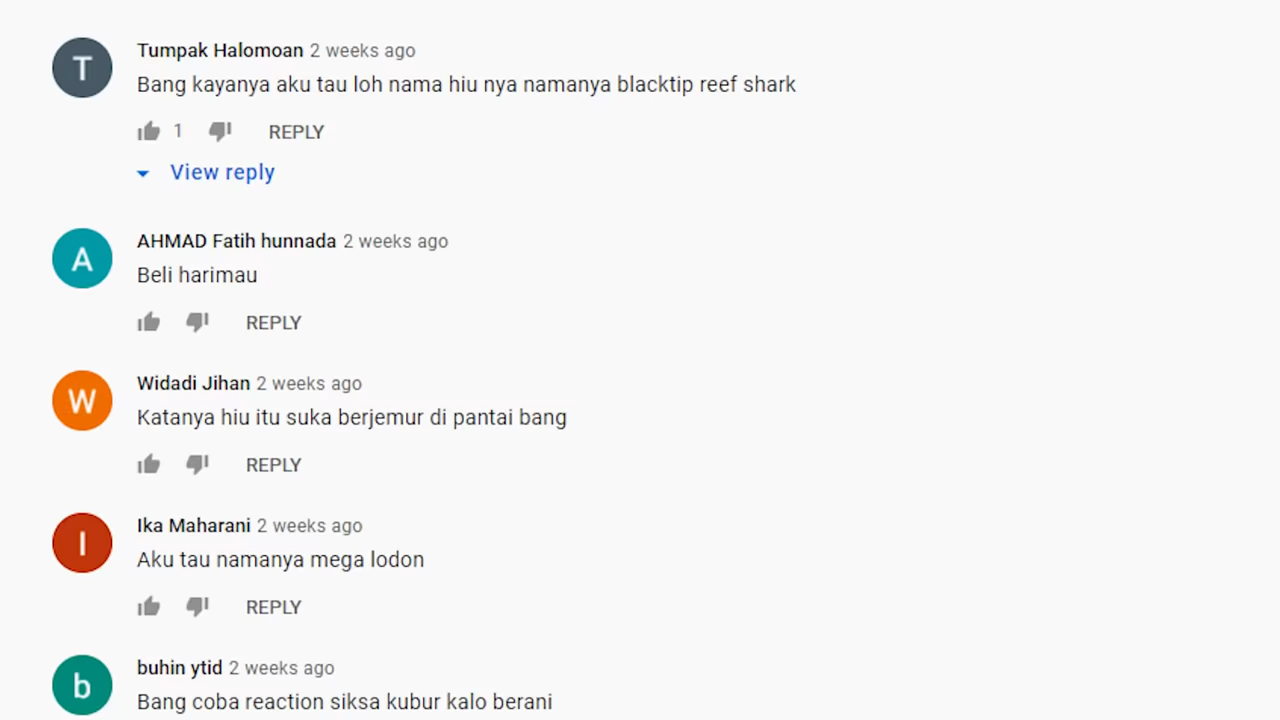 T
Tumpak Halomoan 2 weeks ago
Bang kayanya aku tau loh nama hiu nya namanya blacktip reef shark
1 REPLY
View reply
A
AHMAD Fatih hunnada 2 weeks ago
Beli harimau
REPLY
W
Widadi Jihan 2 weeks ago
Katanya hiu itu suka berjemur di pantai bang
REPLY
I
Ika Maharani 2 weeks ago
Aku tau namanya mega lodon
REPLY
b
buhin ytid 2 weeks ago
Bang coba reaction siksa kubur kalo berani